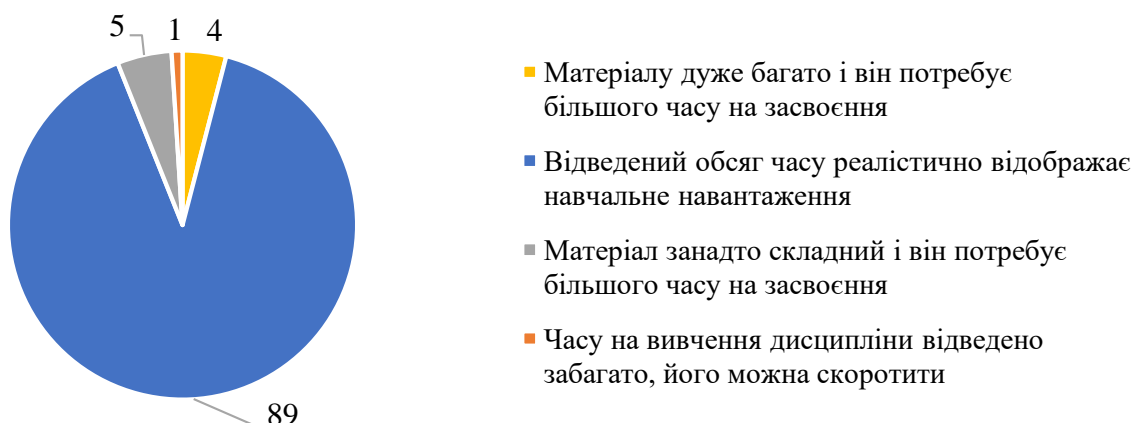 5
1
4
89
Матеріалу дуже багато і він потребує
більшого часу на засвоєння
Відведений обсяг часу реалістично відображає
навчальне навантаження
Матеріал занадто складний і він потребує
більшого часу на засвоєння
Часу на вивчення дисципліни відведено
забагато, його можна скоротити